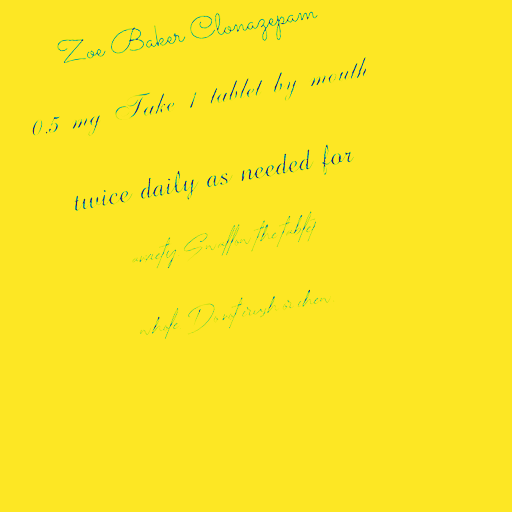 Zoe Baker Clonazepam
0.5 mg Take 1 tablet by mouth
twice daily as needed for
anxiety Swallow the tablet
whole Do not crush or chew